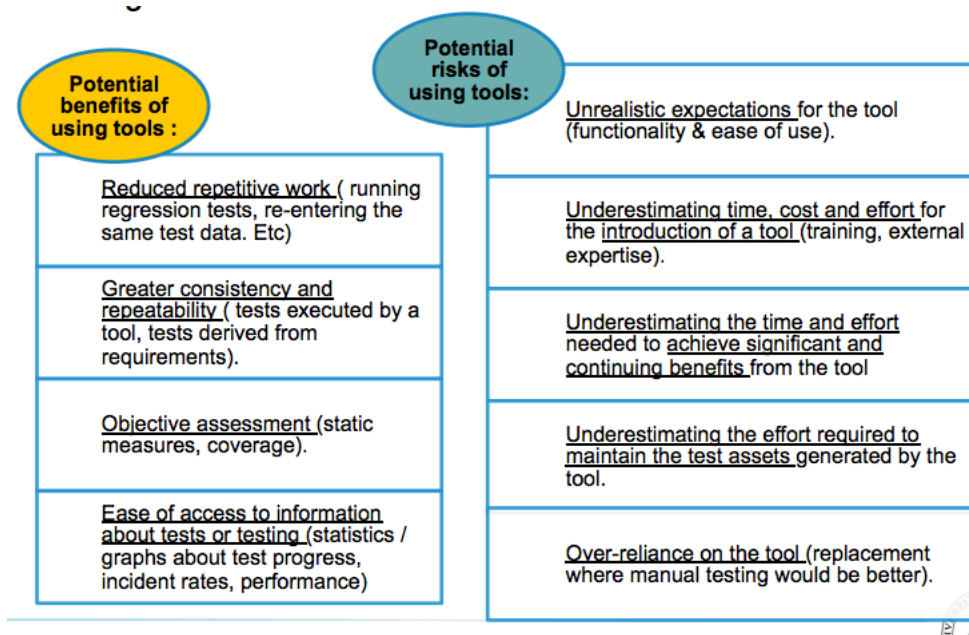 Potential
benefits of
using tools :
Reduced repetitive work ( running
regression tests, re-entering the
same test data. Etc)
Greater consistency and
repeatability ( tests executed by a
tool, tests derived from
requirements).
Objective assessment (static
measures, coverage).
Ease of access to information
about tests or testing (statistics /
graphs about test progress,
incident rates, performance)
Potential
risks of
using tools:
Unrealistic expectations for the tool
(functionality & ease of use).
Underestimating time, cost and effort for
the introduction of a tool (training, external
expertise).
Underestimating the time and effort
needed to achieve significant and
continuing benefits from the tool
Underestimating the effort required to
maintain the test assets generated by the
tool.
Over-reliance on the tool (replacement
where manual testing would be better).